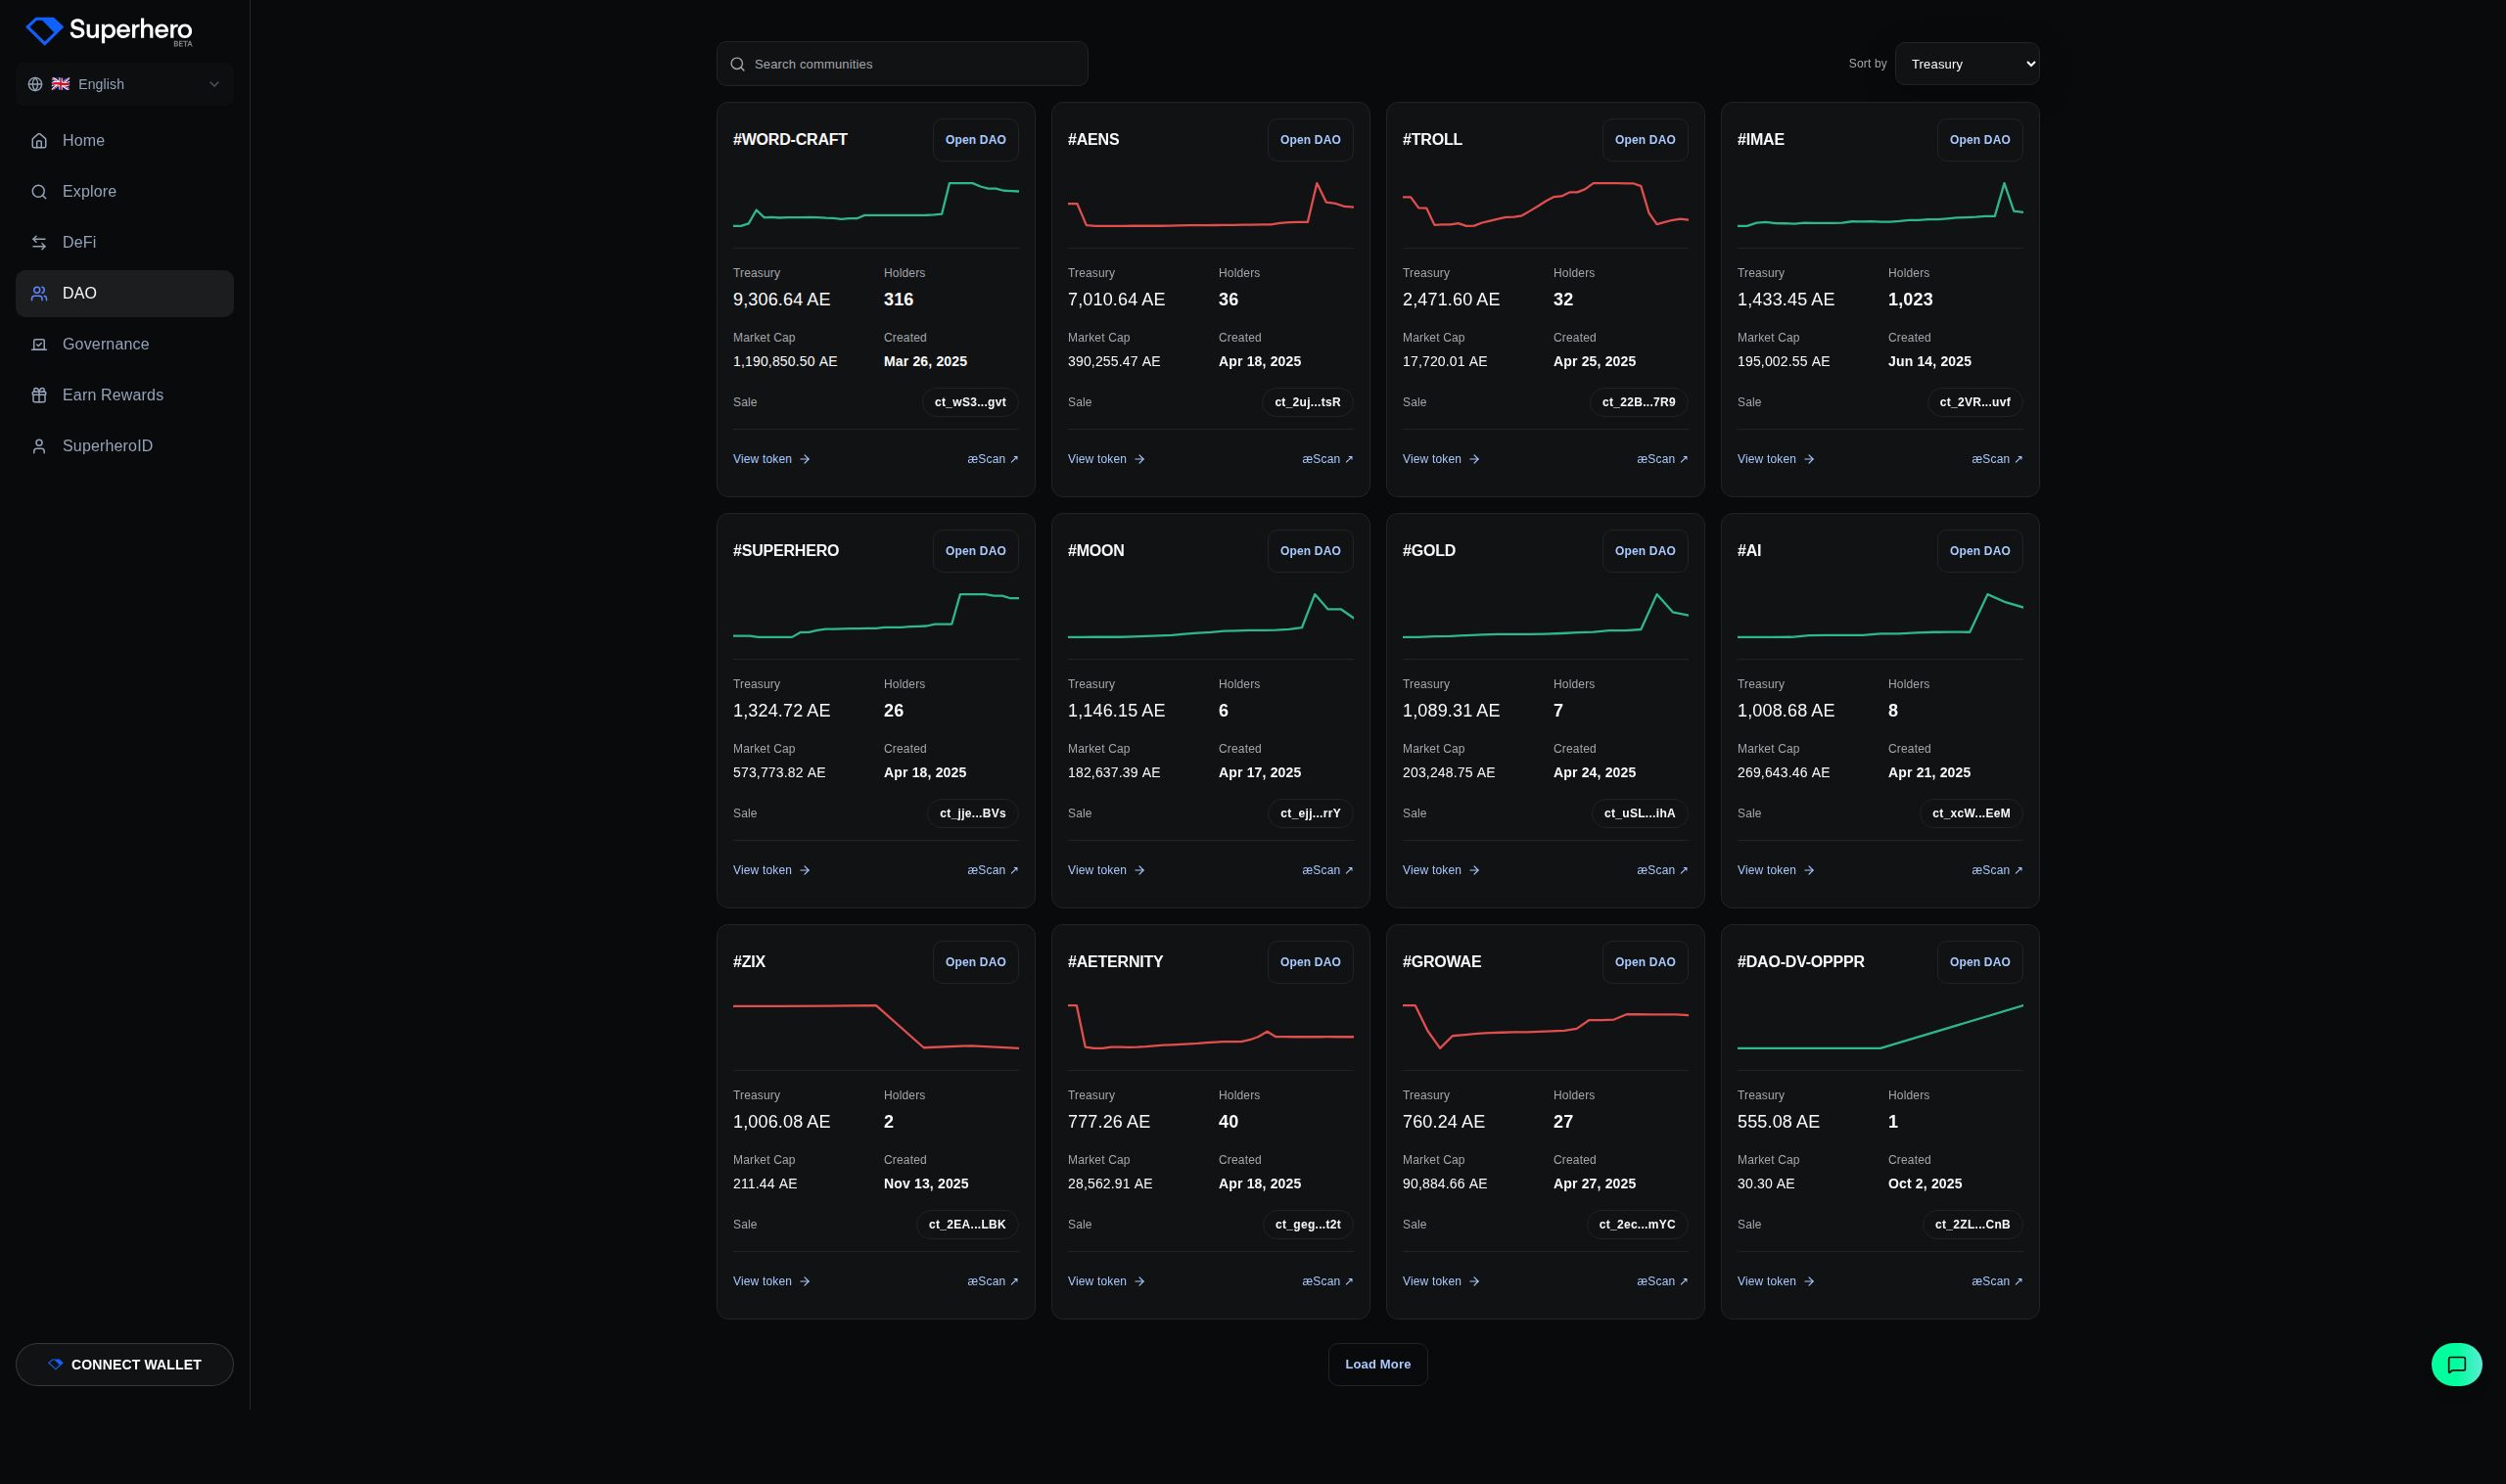 Superhero
BETA
English
Home
Explore
DeFi
DAO
Governance
Earn Rewards
SuperheroID
CONNECT WALLET
Search communities
Sort by Treasury
#WORD-CRAFT Open DAO
Treasury Holders
9,306.64 AE 316
Market Cap Created
1,190,850.50 AE Mar 26, 2025
Sale ct_wS3...gvt
View token → æScan ↗
#AENS Open DAO
Treasury Holders
7,010.64 AE 36
Market Cap Created
390,255.47 AE Apr 18, 2025
Sale ct_2uj...tsR
View token → æScan ↗
#TROLL Open DAO
Treasury Holders
2,471.60 AE 32
Market Cap Created
17,720.01 AE Apr 25, 2025
Sale ct_22B...7R9
View token → æScan ↗
#IMAE Open DAO
Treasury Holders
1,433.45 AE 1,023
Market Cap Created
195,002.55 AE Jun 14, 2025
Sale ct_2VR...uvf
View token → æScan ↗
#SUPERHERO Open DAO
Treasury Holders
1,324.72 AE 26
Market Cap Created
573,773.82 AE Apr 18, 2025
Sale ct_jje...BVs
View token → æScan ↗
#MOON Open DAO
Treasury Holders
1,146.15 AE 6
Market Cap Created
182,637.39 AE Apr 17, 2025
Sale ct_ejj...rrY
View token → æScan ↗
#GOLD Open DAO
Treasury Holders
1,089.31 AE 7
Market Cap Created
203,248.75 AE Apr 24, 2025
Sale ct_uSL...ihA
View token → æScan ↗
#AI Open DAO
Treasury Holders
1,008.68 AE 8
Market Cap Created
269,643.46 AE Apr 21, 2025
Sale ct_xcW...EeM
View token → æScan ↗
#ZIX Open DAO
Treasury Holders
1,006.08 AE 2
Market Cap Created
211.44 AE Nov 13, 2025
Sale ct_2EA...LBK
View token → æScan ↗
#AETERNITY Open DAO
Treasury Holders
777.26 AE 40
Market Cap Created
28,562.91 AE Apr 18, 2025
Sale ct_geg...t2t
View token → æScan ↗
#GROWAE Open DAO
Treasury Holders
760.24 AE 27
Market Cap Created
90,884.66 AE Apr 27, 2025
Sale ct_2ec...mYC
View token → æScan ↗
#DAO-DV-OPPPR Open DAO
Treasury Holders
555.08 AE 1
Market Cap Created
30.30 AE Oct 2, 2025
Sale ct_2ZL...CnB
View token → æScan ↗
Load More